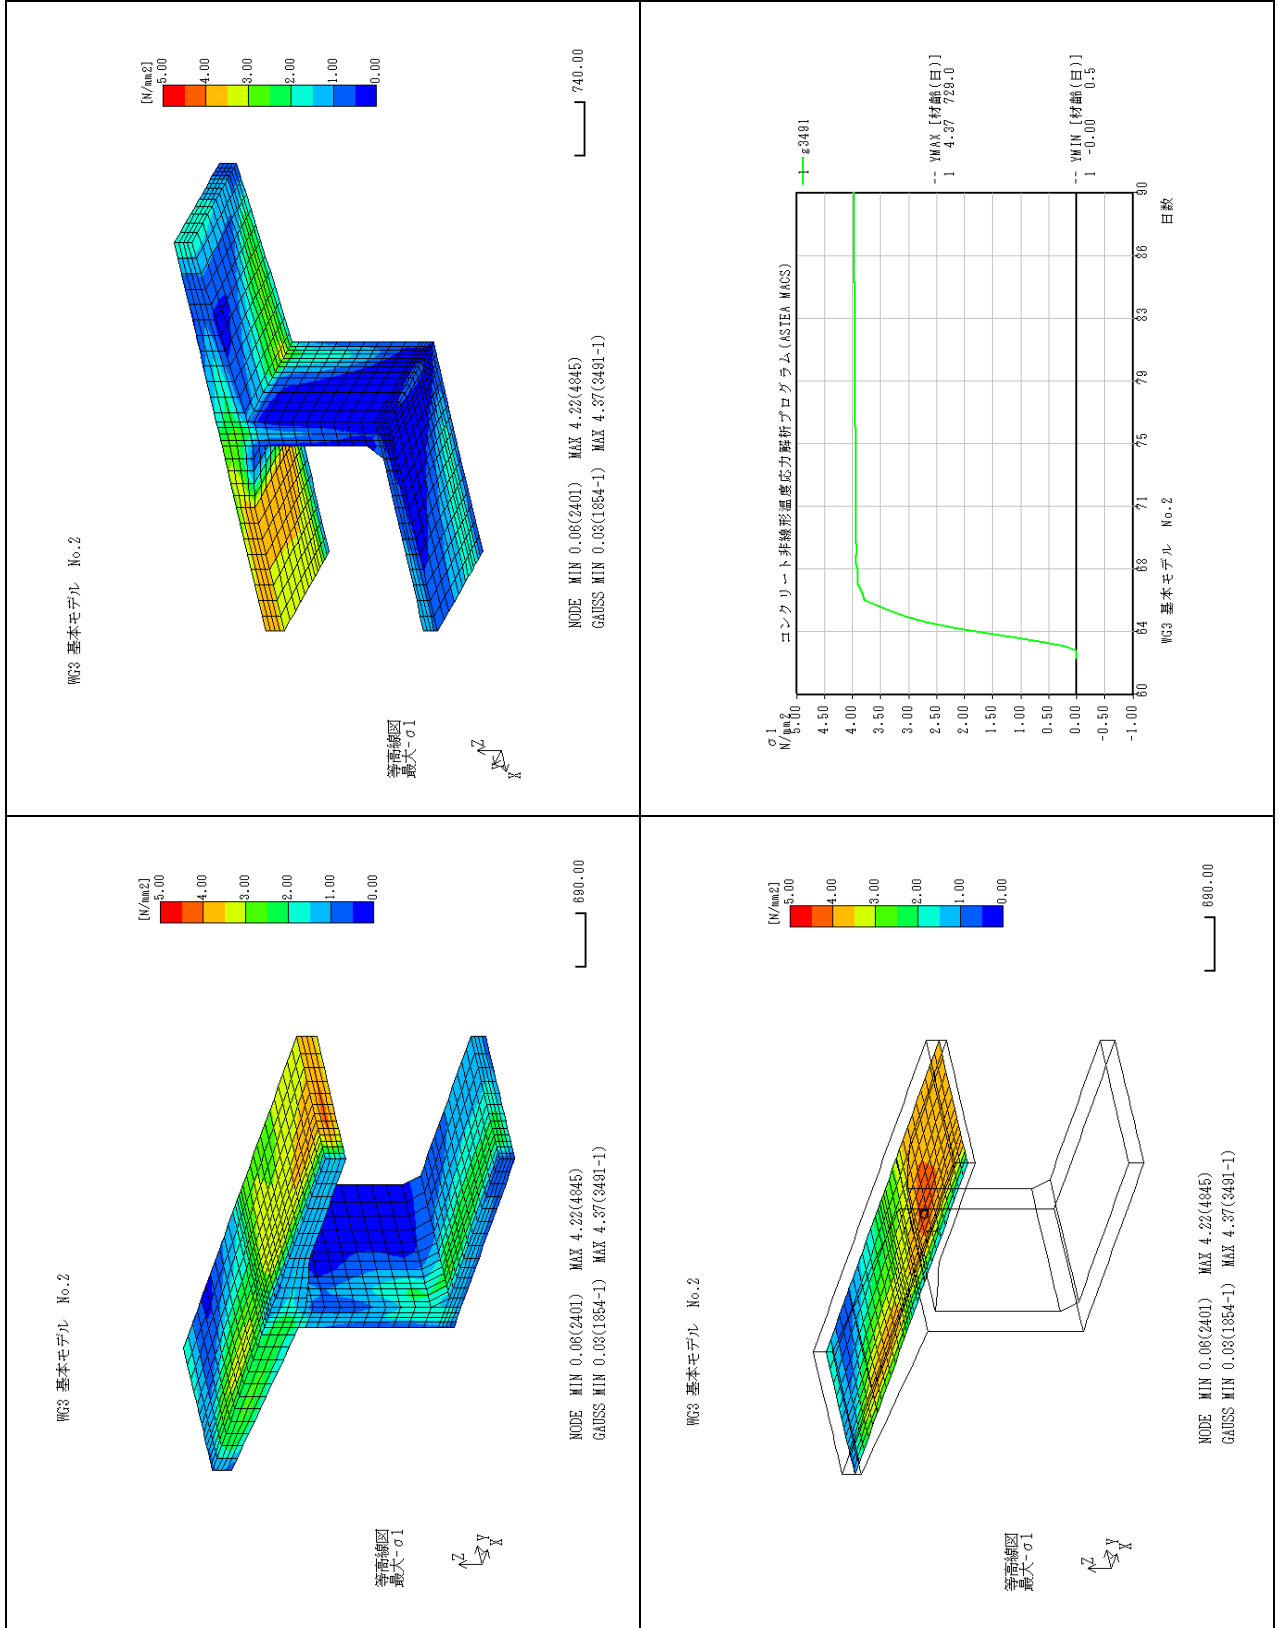 WG3 基本モデル No.2
[N/mm2]
5.00
4.00
3.00
2.00
1.00
0.00
740.00
等高線図
最大-σ1
Z
Y
X
NODE MIN 0.06(2401) MAX 4.22(4845)
GAUSS MIN 0.03(1854-1) MAX 4.37(3491-1)
コンクリート非線形温度応力解析プログラム(ASTEA MACS)
σ1
N/mm2
5.00
4.50
4.00
3.50
3.00
2.50
2.00
1.50
1.00
0.50
0.00
-0.50
-1.00
60
64
68
71
75
79
83
86
90
日数
1 g3491
-- YMAX [材齢(日)]
1 4.37 729.0
-- YMIN [材齢(日)]
1 -0.00 0.5
WG3 基本モデル No.2
WG3 基本モデル No.2
[N/mm2]
5.00
4.00
3.00
2.00
1.00
0.00
690.00
等高線図
最大-σ1
Z
Y
X
NODE MIN 0.06(2401) MAX 4.22(4845)
GAUSS MIN 0.03(1854-1) MAX 4.37(3491-1)
WG3 基本モデル No.2
[N/mm2]
5.00
4.00
3.00
2.00
1.00
0.00
690.00
等高線図
最大-σ1
Z
Y
X
NODE MIN 0.06(2401) MAX 4.22(4845)
GAUSS MIN 0.03(1854-1) MAX 4.37(3491-1)